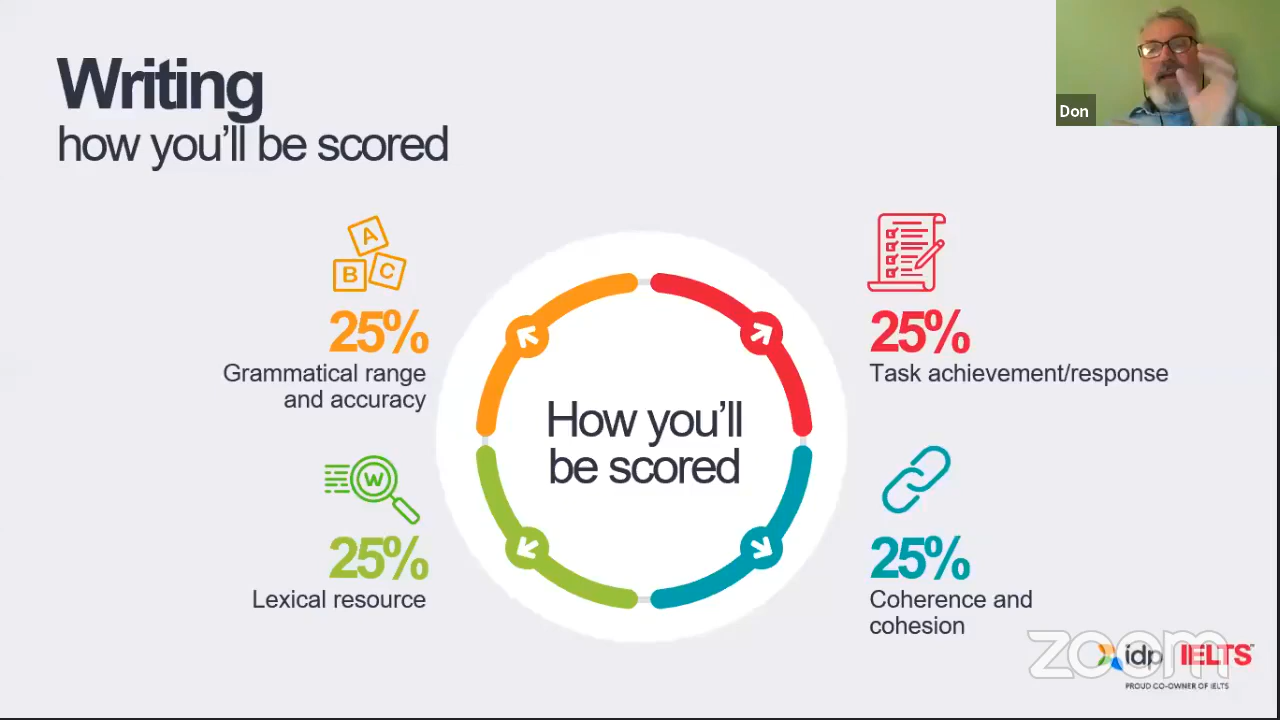 Writing
how you'll be scored
Don
A
B C
25%
Grammatical range
and accuracy
25%
Task achievement/response
How you'll
be scored
W
25%
Lexical resource
25%
Coherence and
cohesion
zoom
idp IELTS™
PROUD CO-OWNER OF IELTS